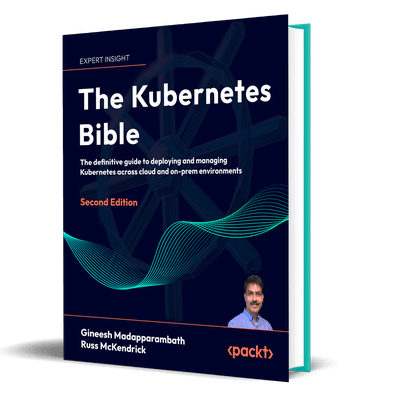 EXPERT INSIGHT
The Kubernetes
Bible
The definitive guide to deploying and managing
Kubernetes across cloud and on-prem environments
Second Edition
Gineesh Madapparambath
Russ McKendrick
<packt>